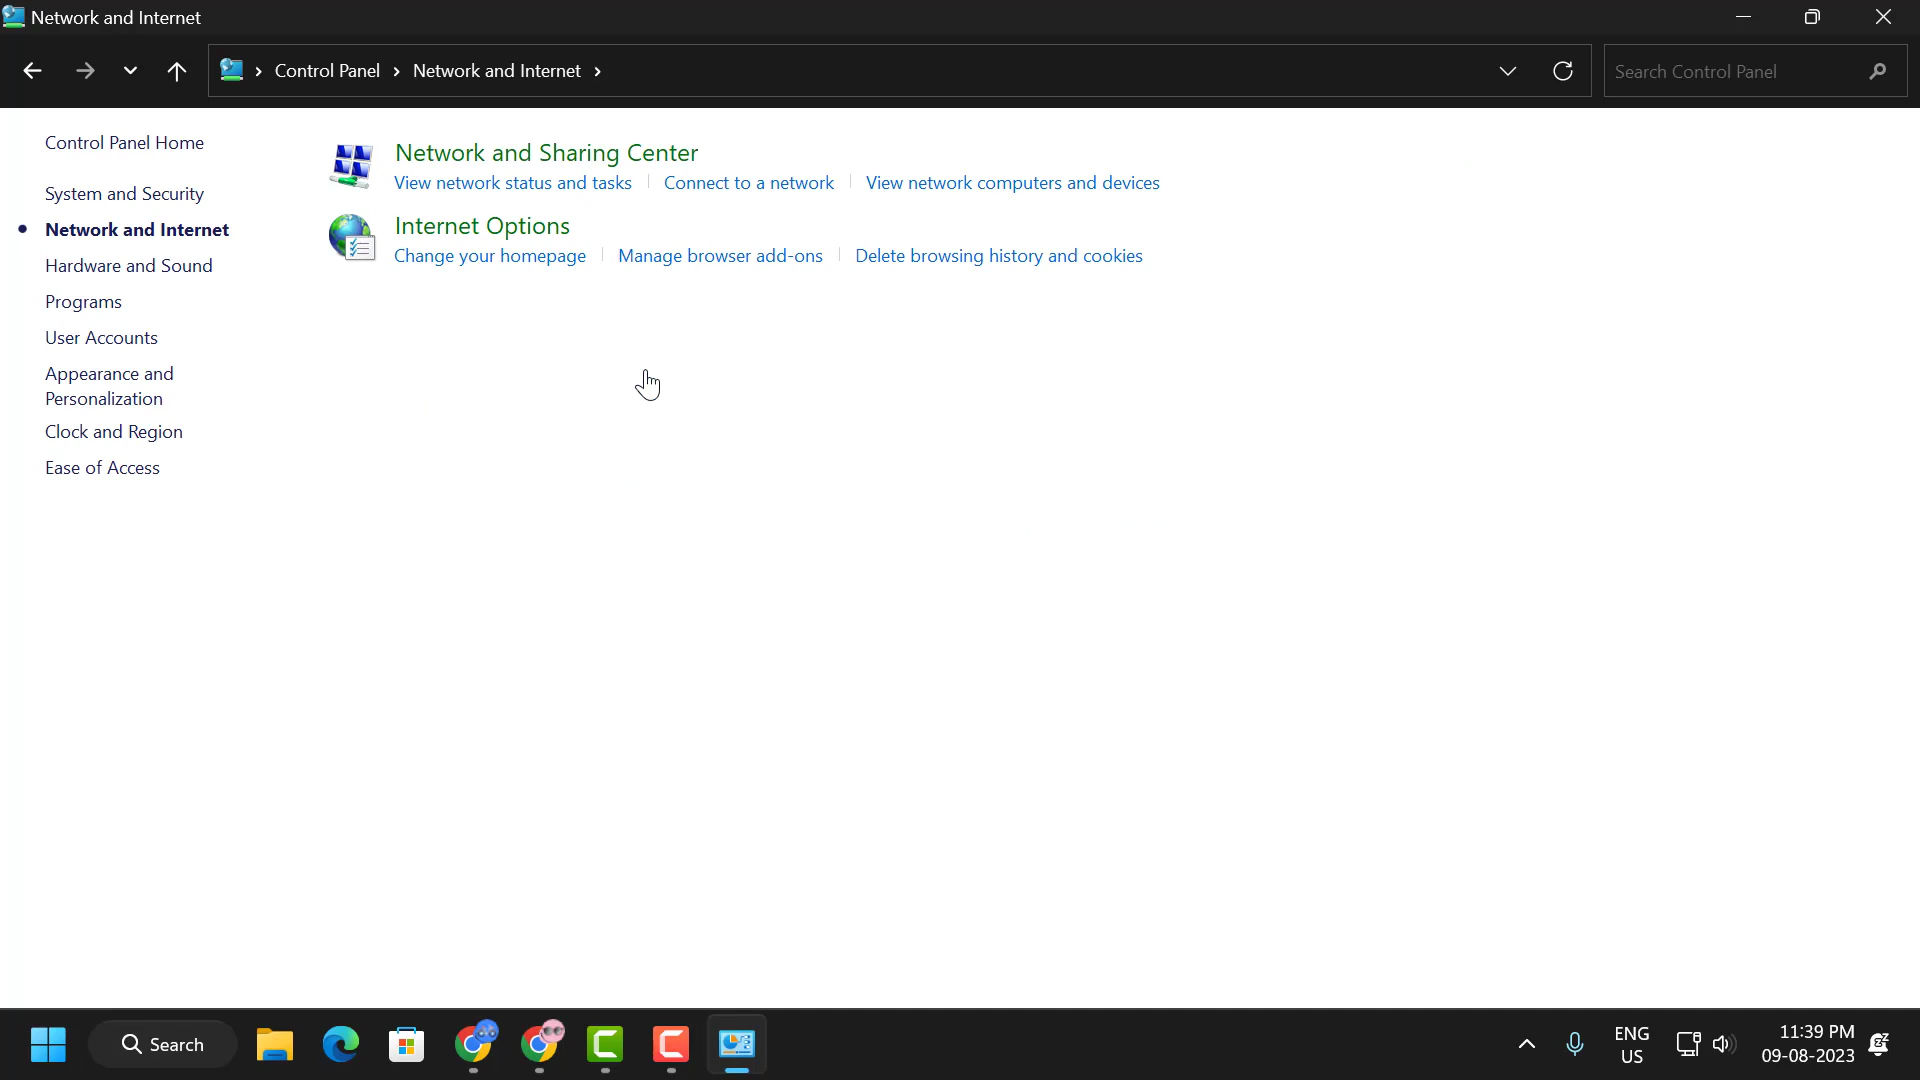 Network and Internet
Control Panel > Network and Internet >
Search Control Panel
Control Panel Home
System and Security
Network and Internet
Hardware and Sound
Programs
User Accounts
Appearance and
Personalization
Clock and Region
Ease of Access
Network and Sharing Center
View network status and tasks
Connect to a network
View network computers and devices
Internet Options
Change your homepage
Manage browser add-ons
Delete browsing history and cookies
Search
ENG
US
11:39 PM
09-08-2023